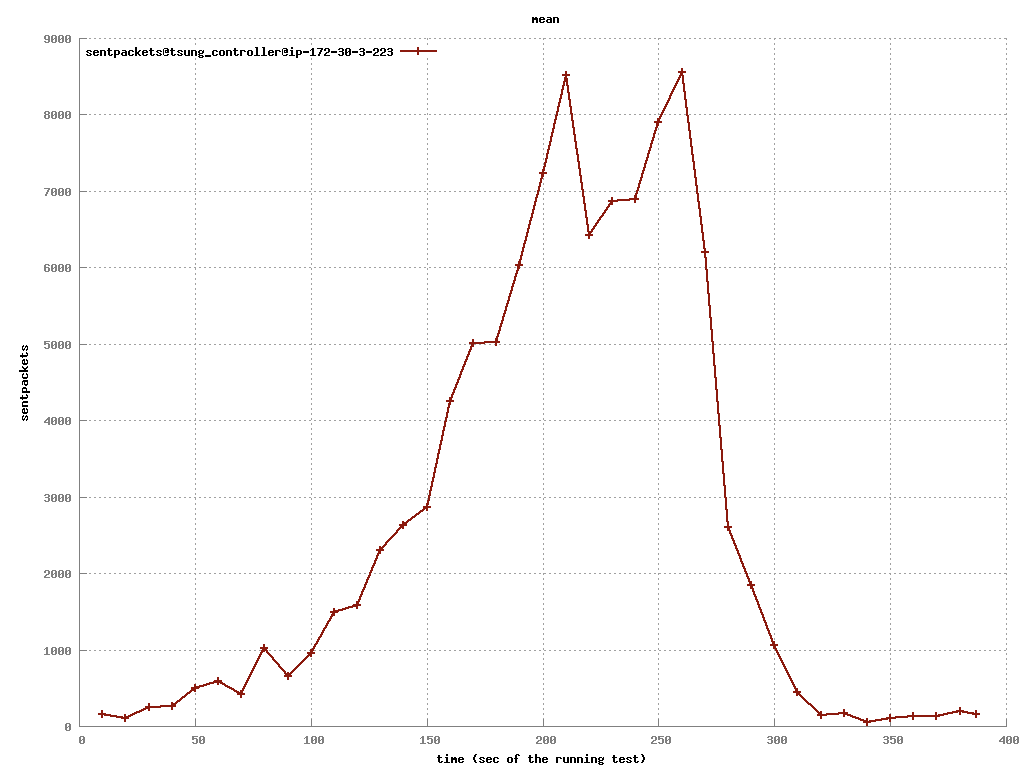 mean
9000
sentpackets@tsung_controller@ip-172-30-3-223
8000
7000
6000
5000
4000
3000
2000
1000
0
sentpackets
0 50 100 150 200 250 300 350 400
time (sec of the running test)